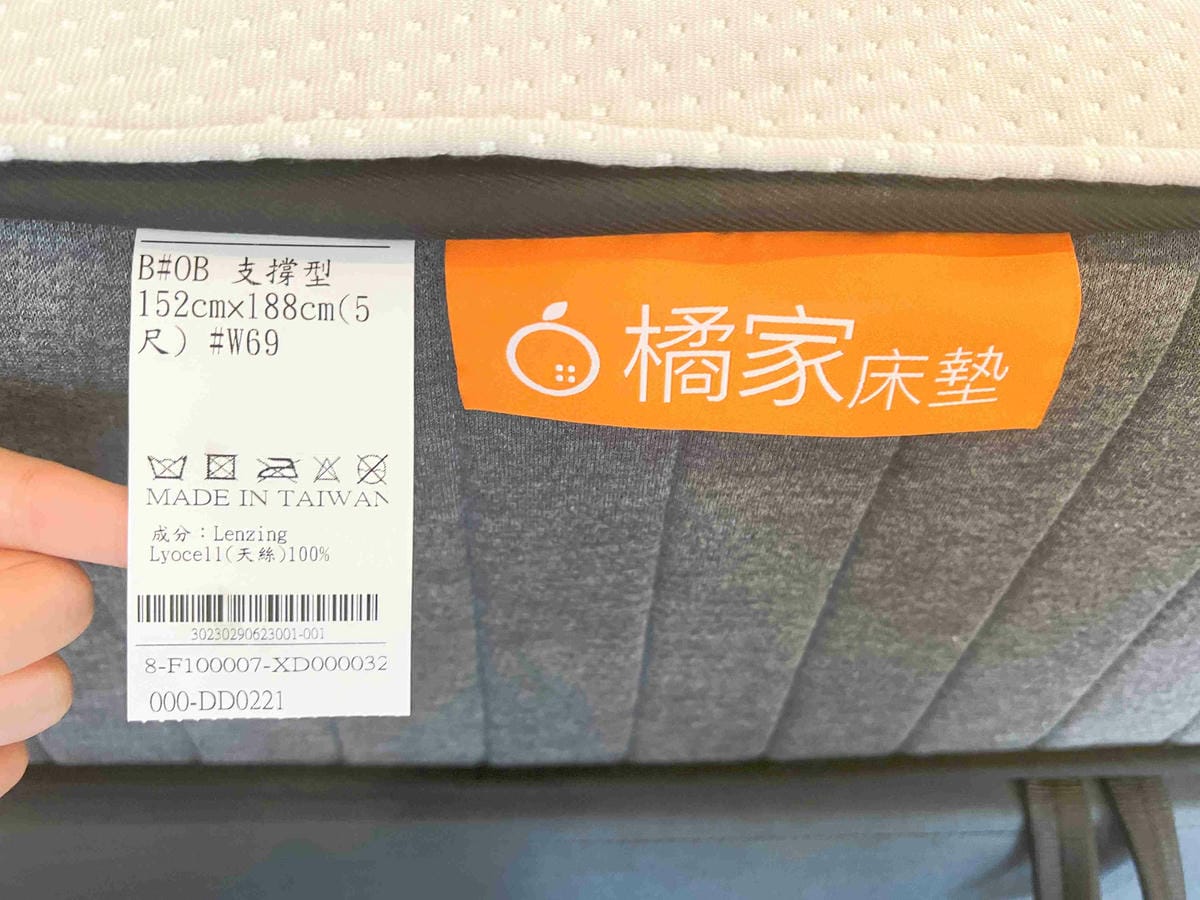 B#OB 支撐型
152cm×188cm(5
尺) #W69
MADE IN TAIWAN
成分：Lenzing
Lyocell(天絲)100%
30230290623001-001
8-F100007-XD000032
000-DD0221
橘家床墊